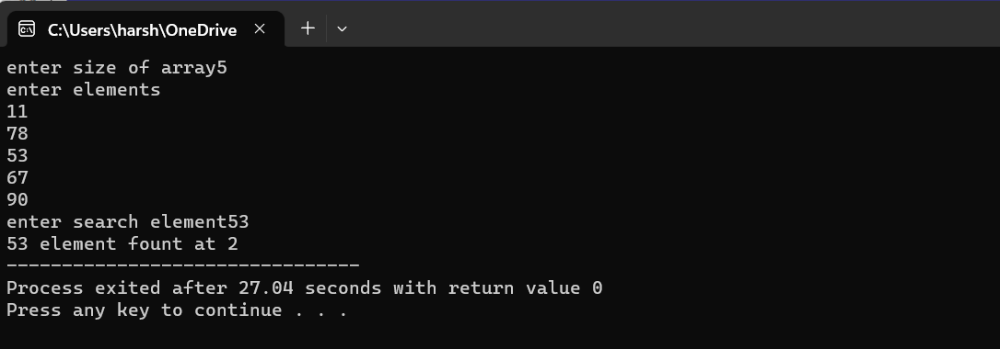 C:\Users\harsh\OneDrive
enter size of array5
enter elements
11
78
53
67
90
enter search element53
53 element fount at 2
--------------------------------
Process exited after 27.04 seconds with return value 0
Press any key to continue . . .